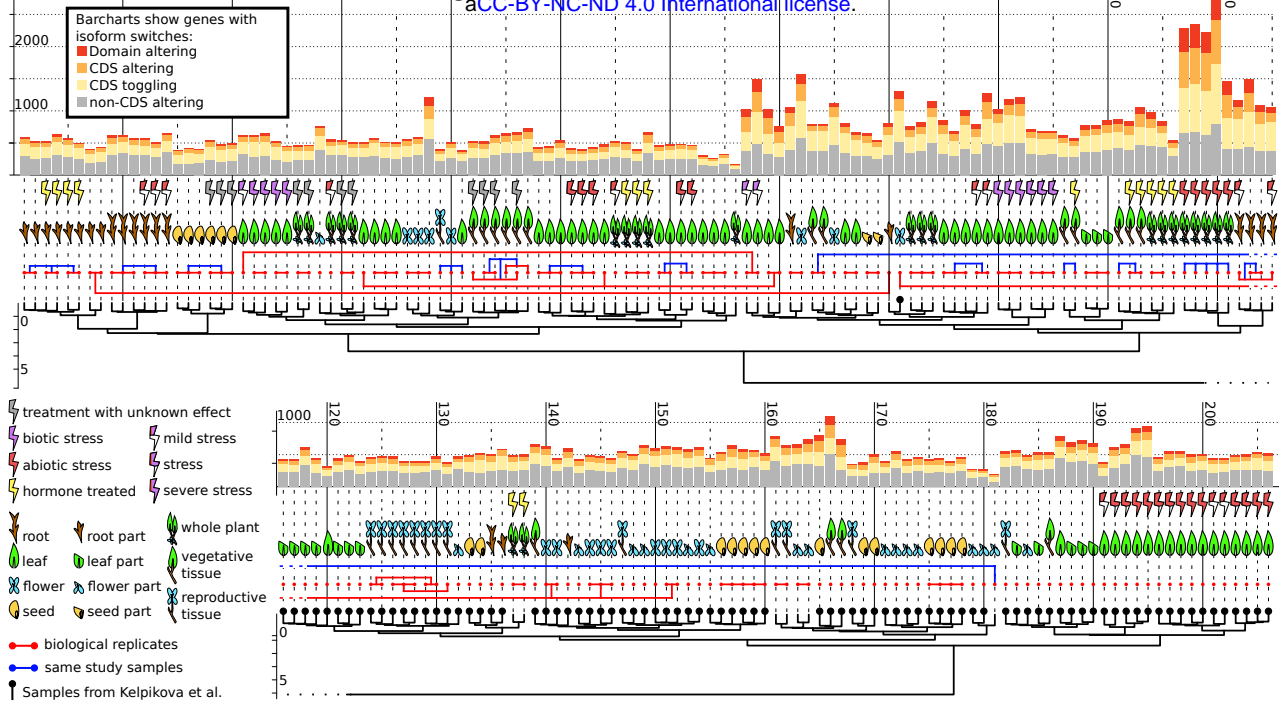 aCC-BY-NC-ND 4.0 International license.
Barcharts show genes with
isoform switches:
Domain altering
CDS altering
CDS toggling
non-CDS altering
2000
1000
0
0
0
5
treatment with unknown effect
biotic stress
mild stress
abiotic stress
stress
hormone treated
severe stress
root
root part
whole plant
leaf
leaf part
vegetative
tissue
flower
flower part
reproductive
tissue
seed
seed part
biological replicates
same study samples
Samples from Kelpikova et al.
1000
120
130
140
150
160
170
180
190
200
0
5